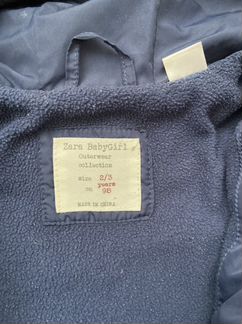 Zara BabyGirl
Outerwear
collection
size 2/3
years
cm 98
MADE IN CHINA